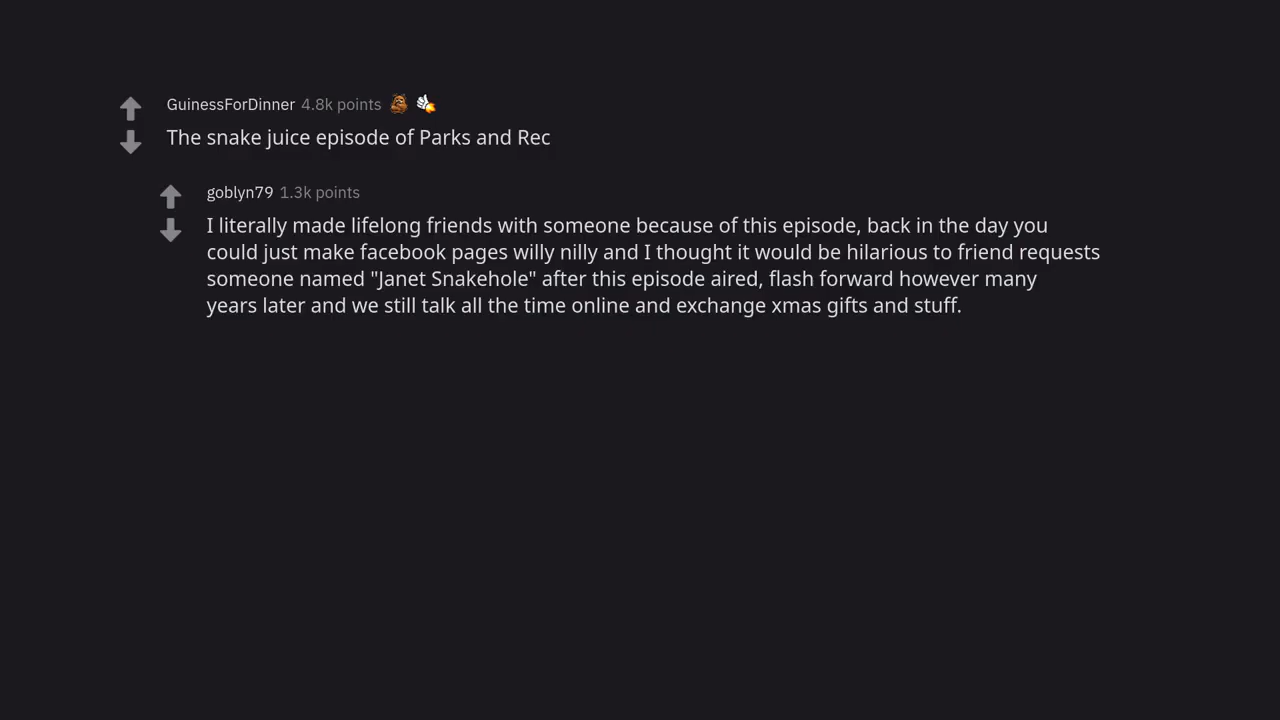 GuinessForDinner 4.8k points
The snake juice episode of Parks and Rec
goblyn79 1.3k points
I literally made lifelong friends with someone because of this episode, back in the day you
could just make facebook pages willy nilly and I thought it would be hilarious to friend requests
someone named "Janet Snakehole" after this episode aired, flash forward however many
years later and we still talk all the time online and exchange xmas gifts and stuff.